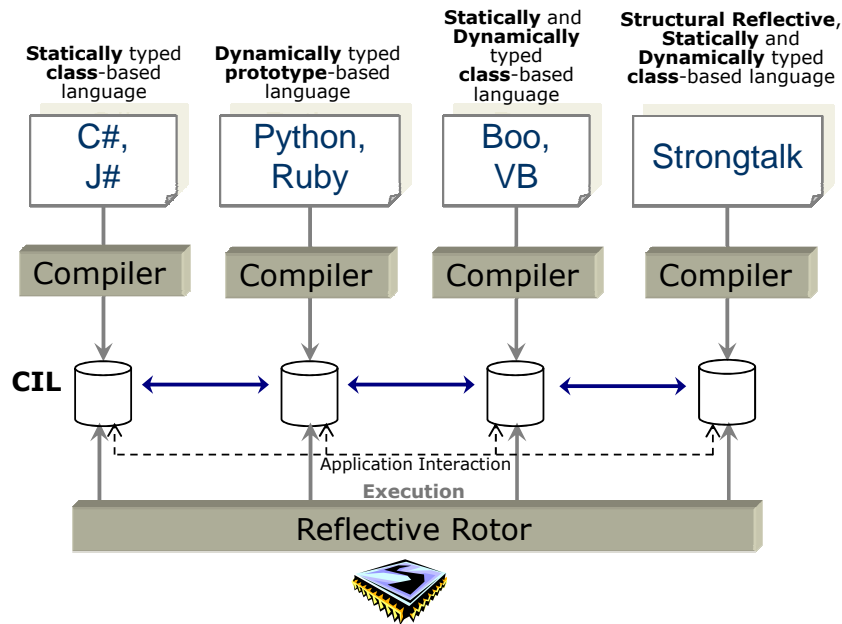 Statically typed
class-based
language
Dynamically typed
prototype-based
language
Statically and
Dynamically
typed
class-based
language
Structural Reflective,
Statically and
Dynamically typed
class-based language
C#,
J#
Python,
Ruby
Boo,
VB
Strongtalk
Compiler
Compiler
Compiler
Compiler
CIL
Application Interaction
Execution
Reflective Rotor